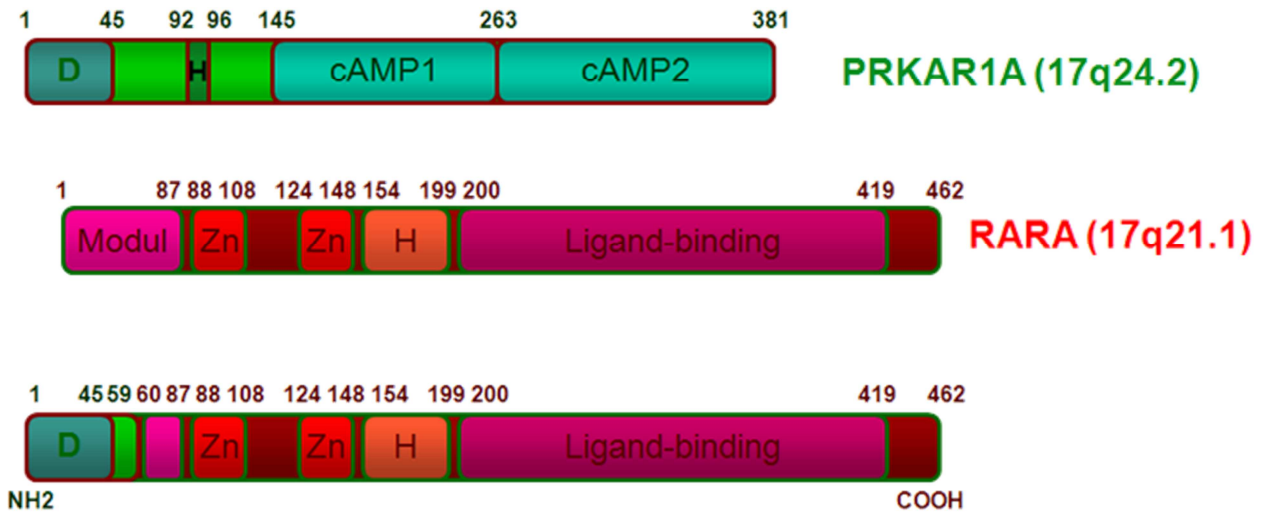 1 45 92 96 145 263 381
D H cAMP1 cAMP2 PRKAR1A (17q24.2)
1 87 88 108 124 148 154 199 200 419 462
Modul Zn Zn H Ligand-binding RARA (17q21.1)
1 45 59 60 87 88 108 124 148 154 199 200 419 462
D Zn Zn H Ligand-binding
NH2 COOH